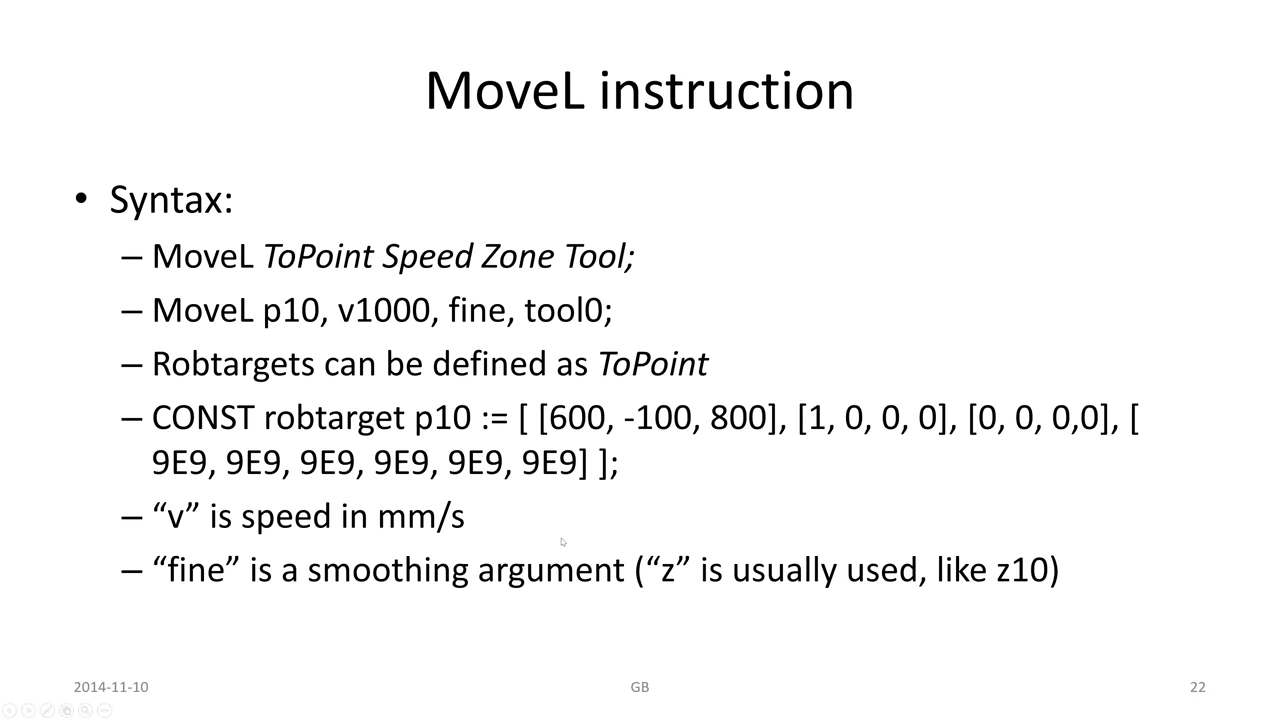 MoveL instruction
• Syntax:
– MoveL ToPoint Speed Zone Tool;
– MoveL p10, v1000, fine, tool0;
– Robtargets can be defined as ToPoint
– CONST robtarget p10 := [ [600, -100, 800], [1, 0, 0, 0], [0, 0, 0,0], [
9E9, 9E9, 9E9, 9E9, 9E9, 9E9] ];
– “v” is speed in mm/s
– “fine” is a smoothing argument (“z” is usually used, like z10)
2014-11-10 GB 22